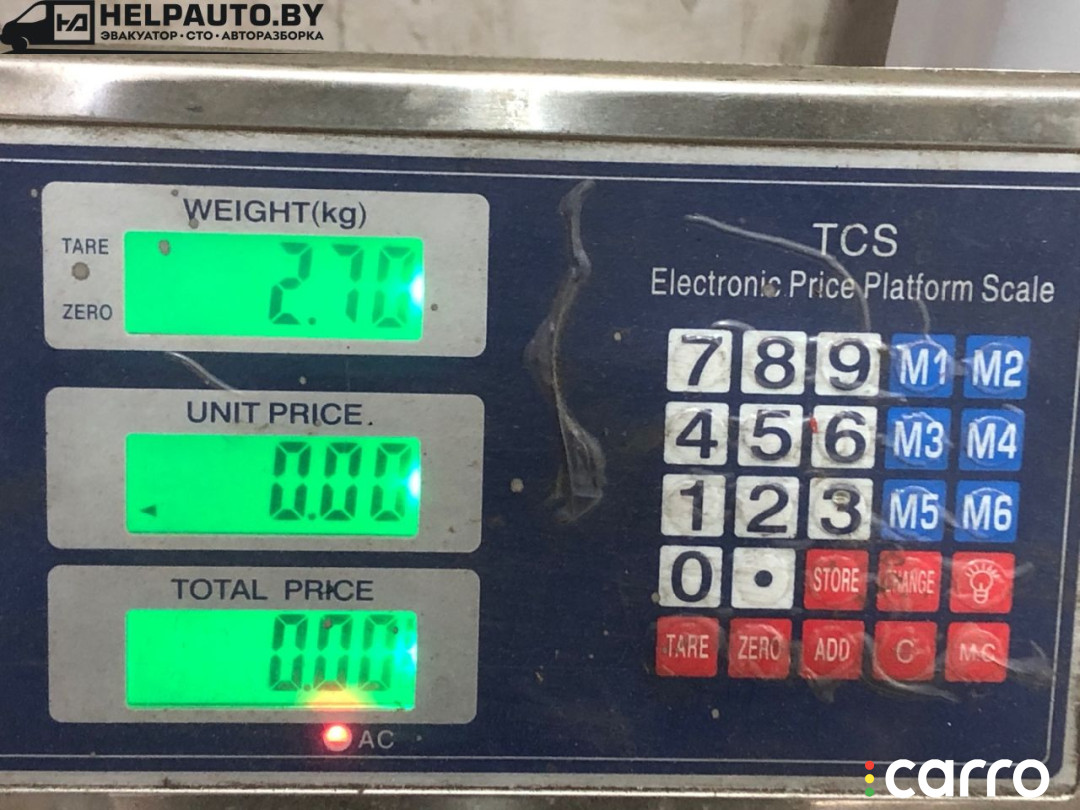 HELPAUTO.BY
ЭВАКУАТОР • СТО • АВТОРАЗБОРКА
WEIGHT(kg)
TARE
2.70
ZERO
UNIT PRICE.
0.00
TOTAL PRICE
0.00
AC
TCS
Electronic Price Platform Scale
7 8 9 M1 M2
4 5 6 M3 M4
1 2 3 M5 M6
0 • STORE CHANGE
TARE ZERO ADD C MC
carro